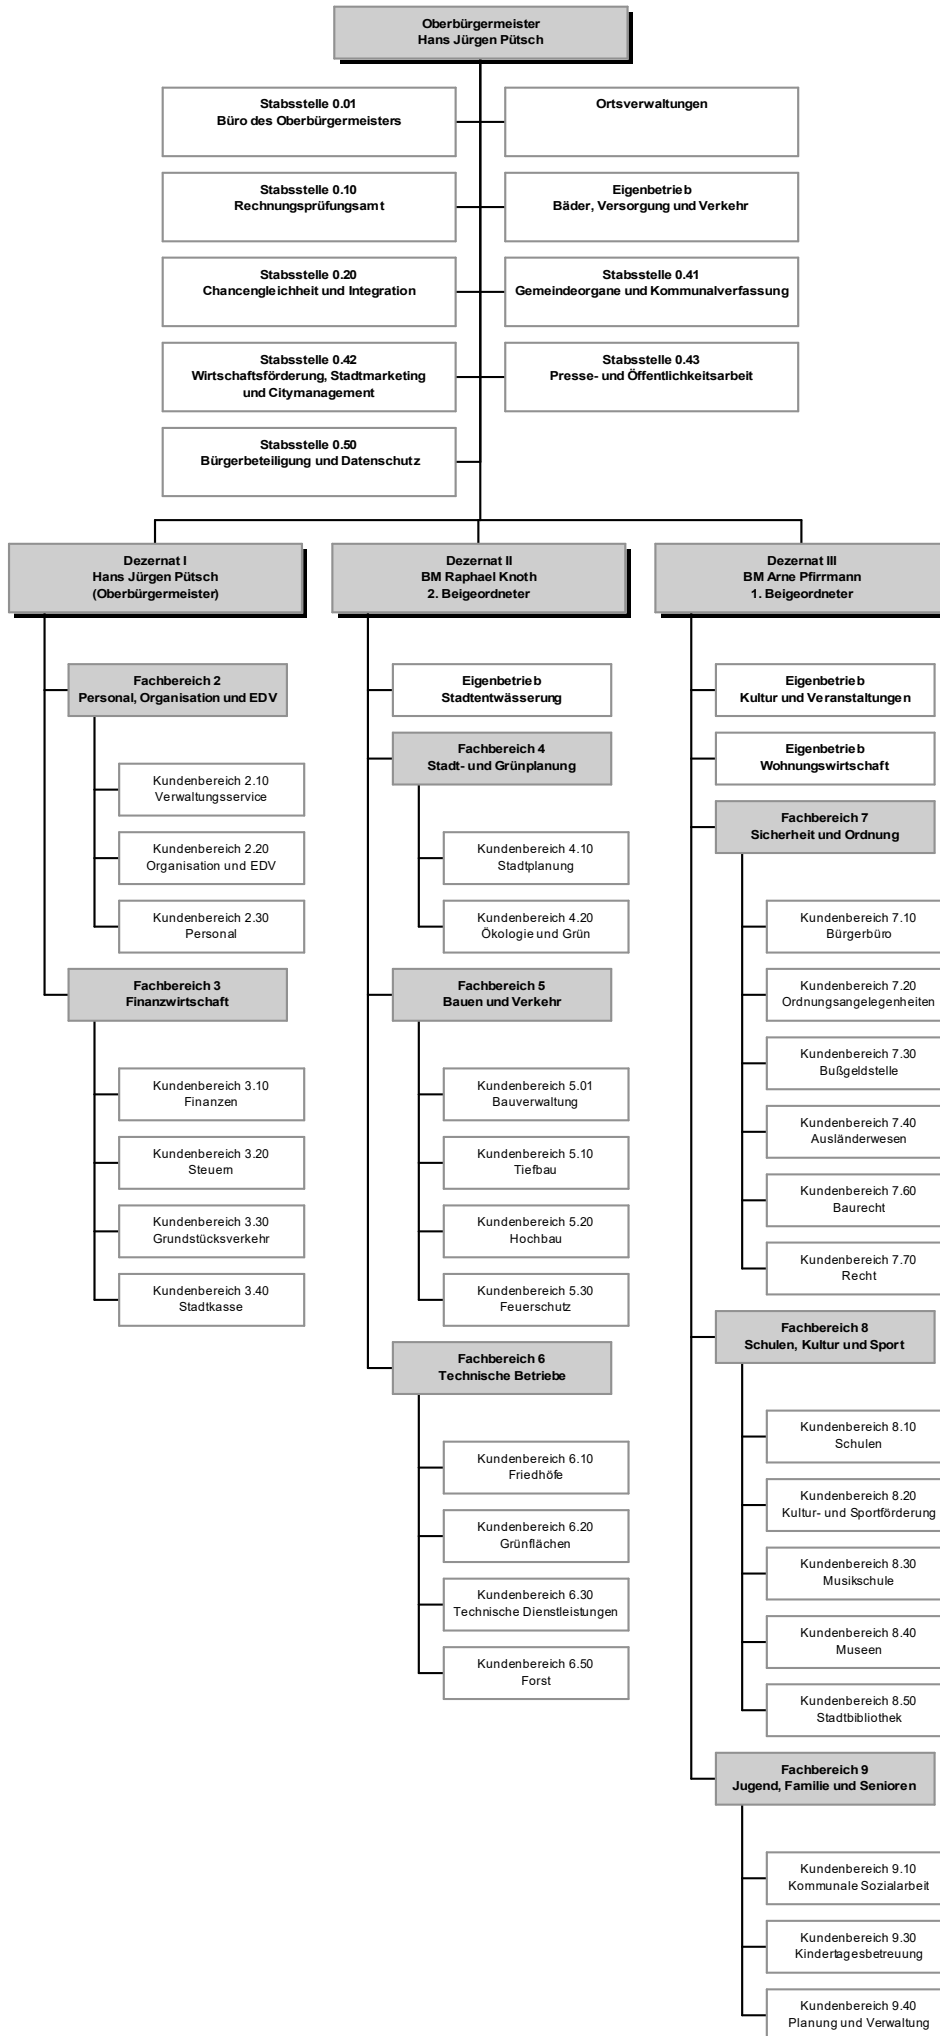 Oberbürgermeister
Hans Jürgen Pütsch
Stabsstelle 0.01
Büro des Oberbürgermeisters
Ortsverwaltungen
Stabsstelle 0.10
Rechnungsprüfungsamt
Eigenbetrieb
Bäder, Versorgung und Verkehr
Stabsstelle 0.20
Chancengleichheit und Integration
Stabsstelle 0.41
Gemeindeorgane und Kommunalverfassung
Stabsstelle 0.42
Wirtschaftsförderung, Stadtmarketing
und Citymanagement
Stabsstelle 0.43
Presse- und Öffentlichkeitsarbeit
Stabsstelle 0.50
Bürgerbeteiligung und Datenschutz
Dezernat I
Hans Jürgen Pütsch
(Oberbürgermeister)
Fachbereich 2
Personal, Organisation und EDV
Kundenbereich 2.10
Verwaltungsservice
Kundenbereich 2.20
Organisation und EDV
Kundenbereich 2.30
Personal
Fachbereich 3
Finanzwirtschaft
Kundenbereich 3.10
Finanzen
Kundenbereich 3.20
Steuern
Kundenbereich 3.30
Grundstücksverkehr
Kundenbereich 3.40
Stadtkasse
Dezernat II
BM Raphael Knoth
2. Beigeordneter
Eigenbetrieb
Stadtentwässerung
Fachbereich 4
Stadt- und Grünplanung
Kundenbereich 4.10
Stadtplanung
Kundenbereich 4.20
Ökologie und Grün
Fachbereich 5
Bauen und Verkehr
Kundenbereich 5.01
Bauverwaltung
Kundenbereich 5.10
Tiefbau
Kundenbereich 5.20
Hochbau
Kundenbereich 5.30
Feuerschutz
Fachbereich 6
Technische Betriebe
Kundenbereich 6.10
Friedhöfe
Kundenbereich 6.20
Grünflächen
Kundenbereich 6.30
Technische Dienstleistungen
Kundenbereich 6.50
Forst
Dezernat III
BM Arne Pfirrmann
1. Beigeordneter
Eigenbetrieb
Kultur und Veranstaltungen
Eigenbetrieb
Wohnungswirtschaft
Fachbereich 7
Sicherheit und Ordnung
Kundenbereich 7.10
Bürgerbüro
Kundenbereich 7.20
Ordnungsangelegenheiten
Kundenbereich 7.30
Bußgeldstelle
Kundenbereich 7.40
Ausländerwesen
Kundenbereich 7.60
Baurecht
Kundenbereich 7.70
Recht
Fachbereich 8
Schulen, Kultur und Sport
Kundenbereich 8.10
Schulen
Kundenbereich 8.20
Kultur- und Sportförderung
Kundenbereich 8.30
Musikschule
Kundenbereich 8.40
Museen
Kundenbereich 8.50
Stadtbibliothek
Fachbereich 9
Jugend, Familie und Senioren
Kundenbereich 9.10
Kommunale Sozialarbeit
Kundenbereich 9.30
Kindertagesbetreuung
Kundenbereich 9.40
Planung und Verwaltung